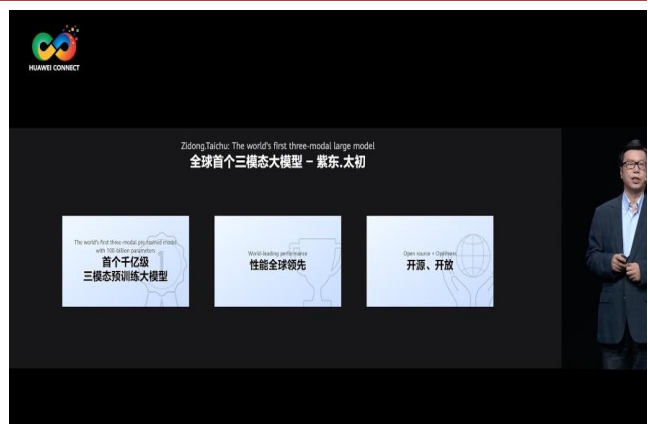 HUAWEI CONNECT
Zidong.Taichu: The world's first three-modal large model
全球首个三模态大模型 – 紫东.太初
The world's first three-modal pre-trained model
with 100-billion parameters
首个千亿级
三模态预训练大模型
World-leading performance
性能全球领先
Open source + Openness
开源、开放